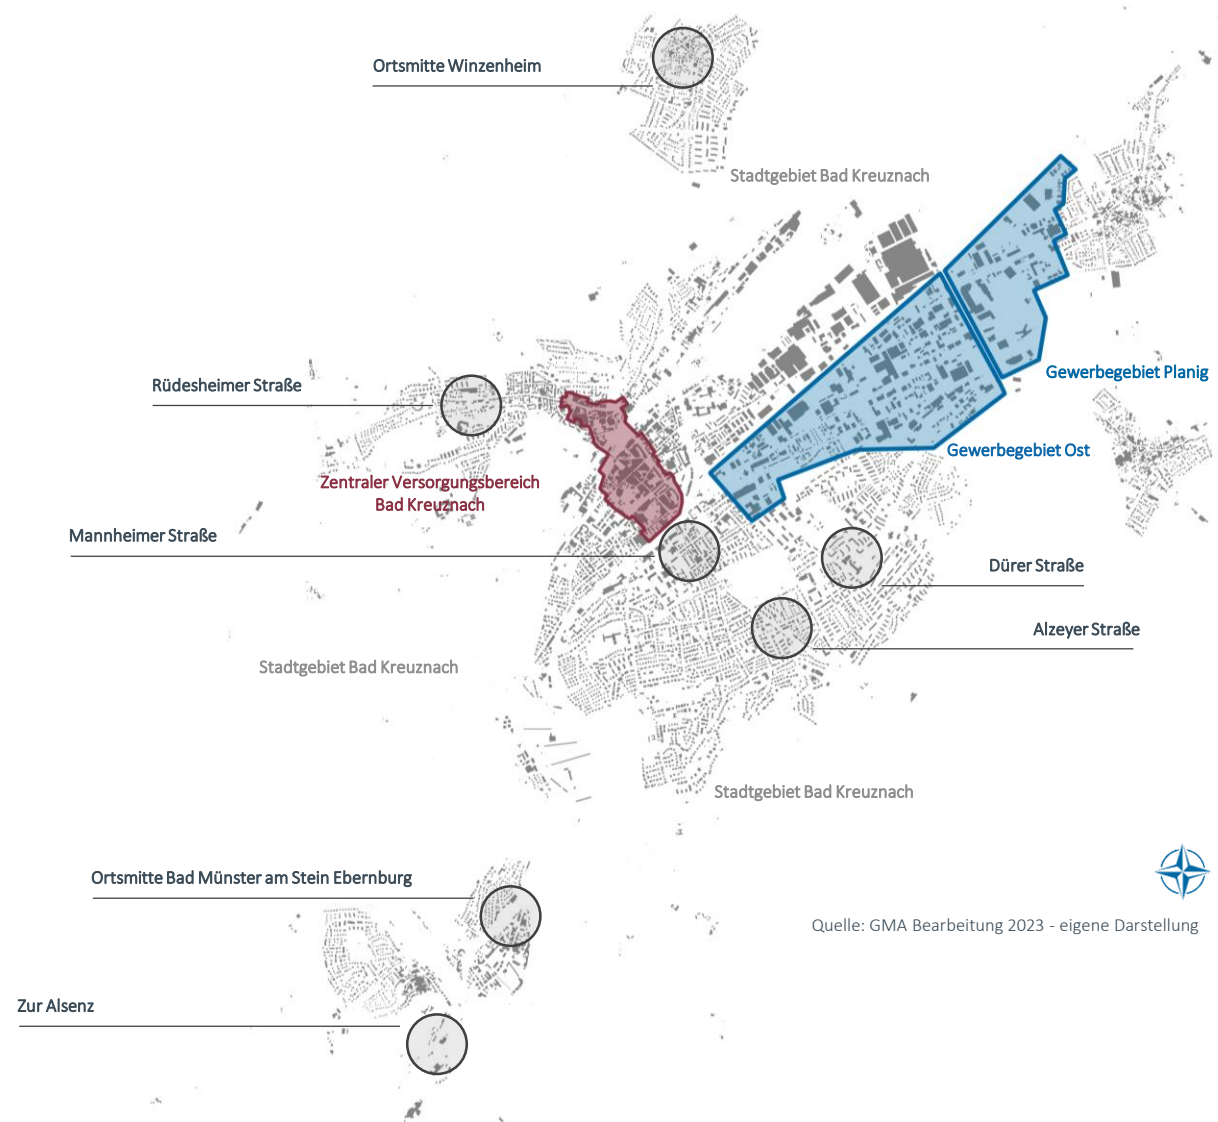 Ortsmitte Winzenheim
Stadtgebiet Bad Kreuznach
Gewerbegebiet Planig
Rüdesheimer Straße
Gewerbegebiet Ost
Zentraler Versorgungsbereich
Bad Kreuznach
Mannheimer Straße
Dürer Straße
Alzeyer Straße
Stadtgebiet Bad Kreuznach
Stadtgebiet Bad Kreuznach
Ortsmitte Bad Münster am Stein Ebernburg
Quelle: GMA Bearbeitung 2023 - eigene Darstellung
Zur Alsenz